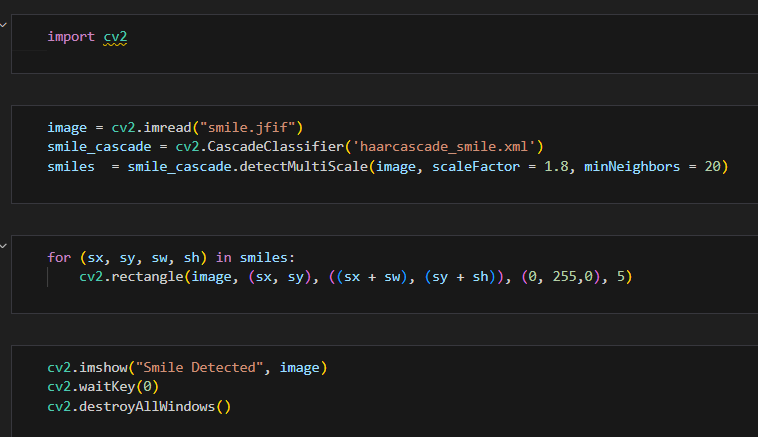 import cv2
image = cv2.imread("smile.jfif")
smile_cascade = cv2.CascadeClassifier('haarcascade_smile.xml')
smiles  = smile_cascade.detectMultiScale(image, scaleFactor = 1.8, minNeighbors = 20)
for (sx, sy, sw, sh) in smiles:
    cv2.rectangle(image, (sx, sy), ((sx + sw), (sy + sh)), (0, 255,0), 5)
cv2.imshow("Smile Detected", image)
cv2.waitKey(0)
cv2.destroyAllWindows()